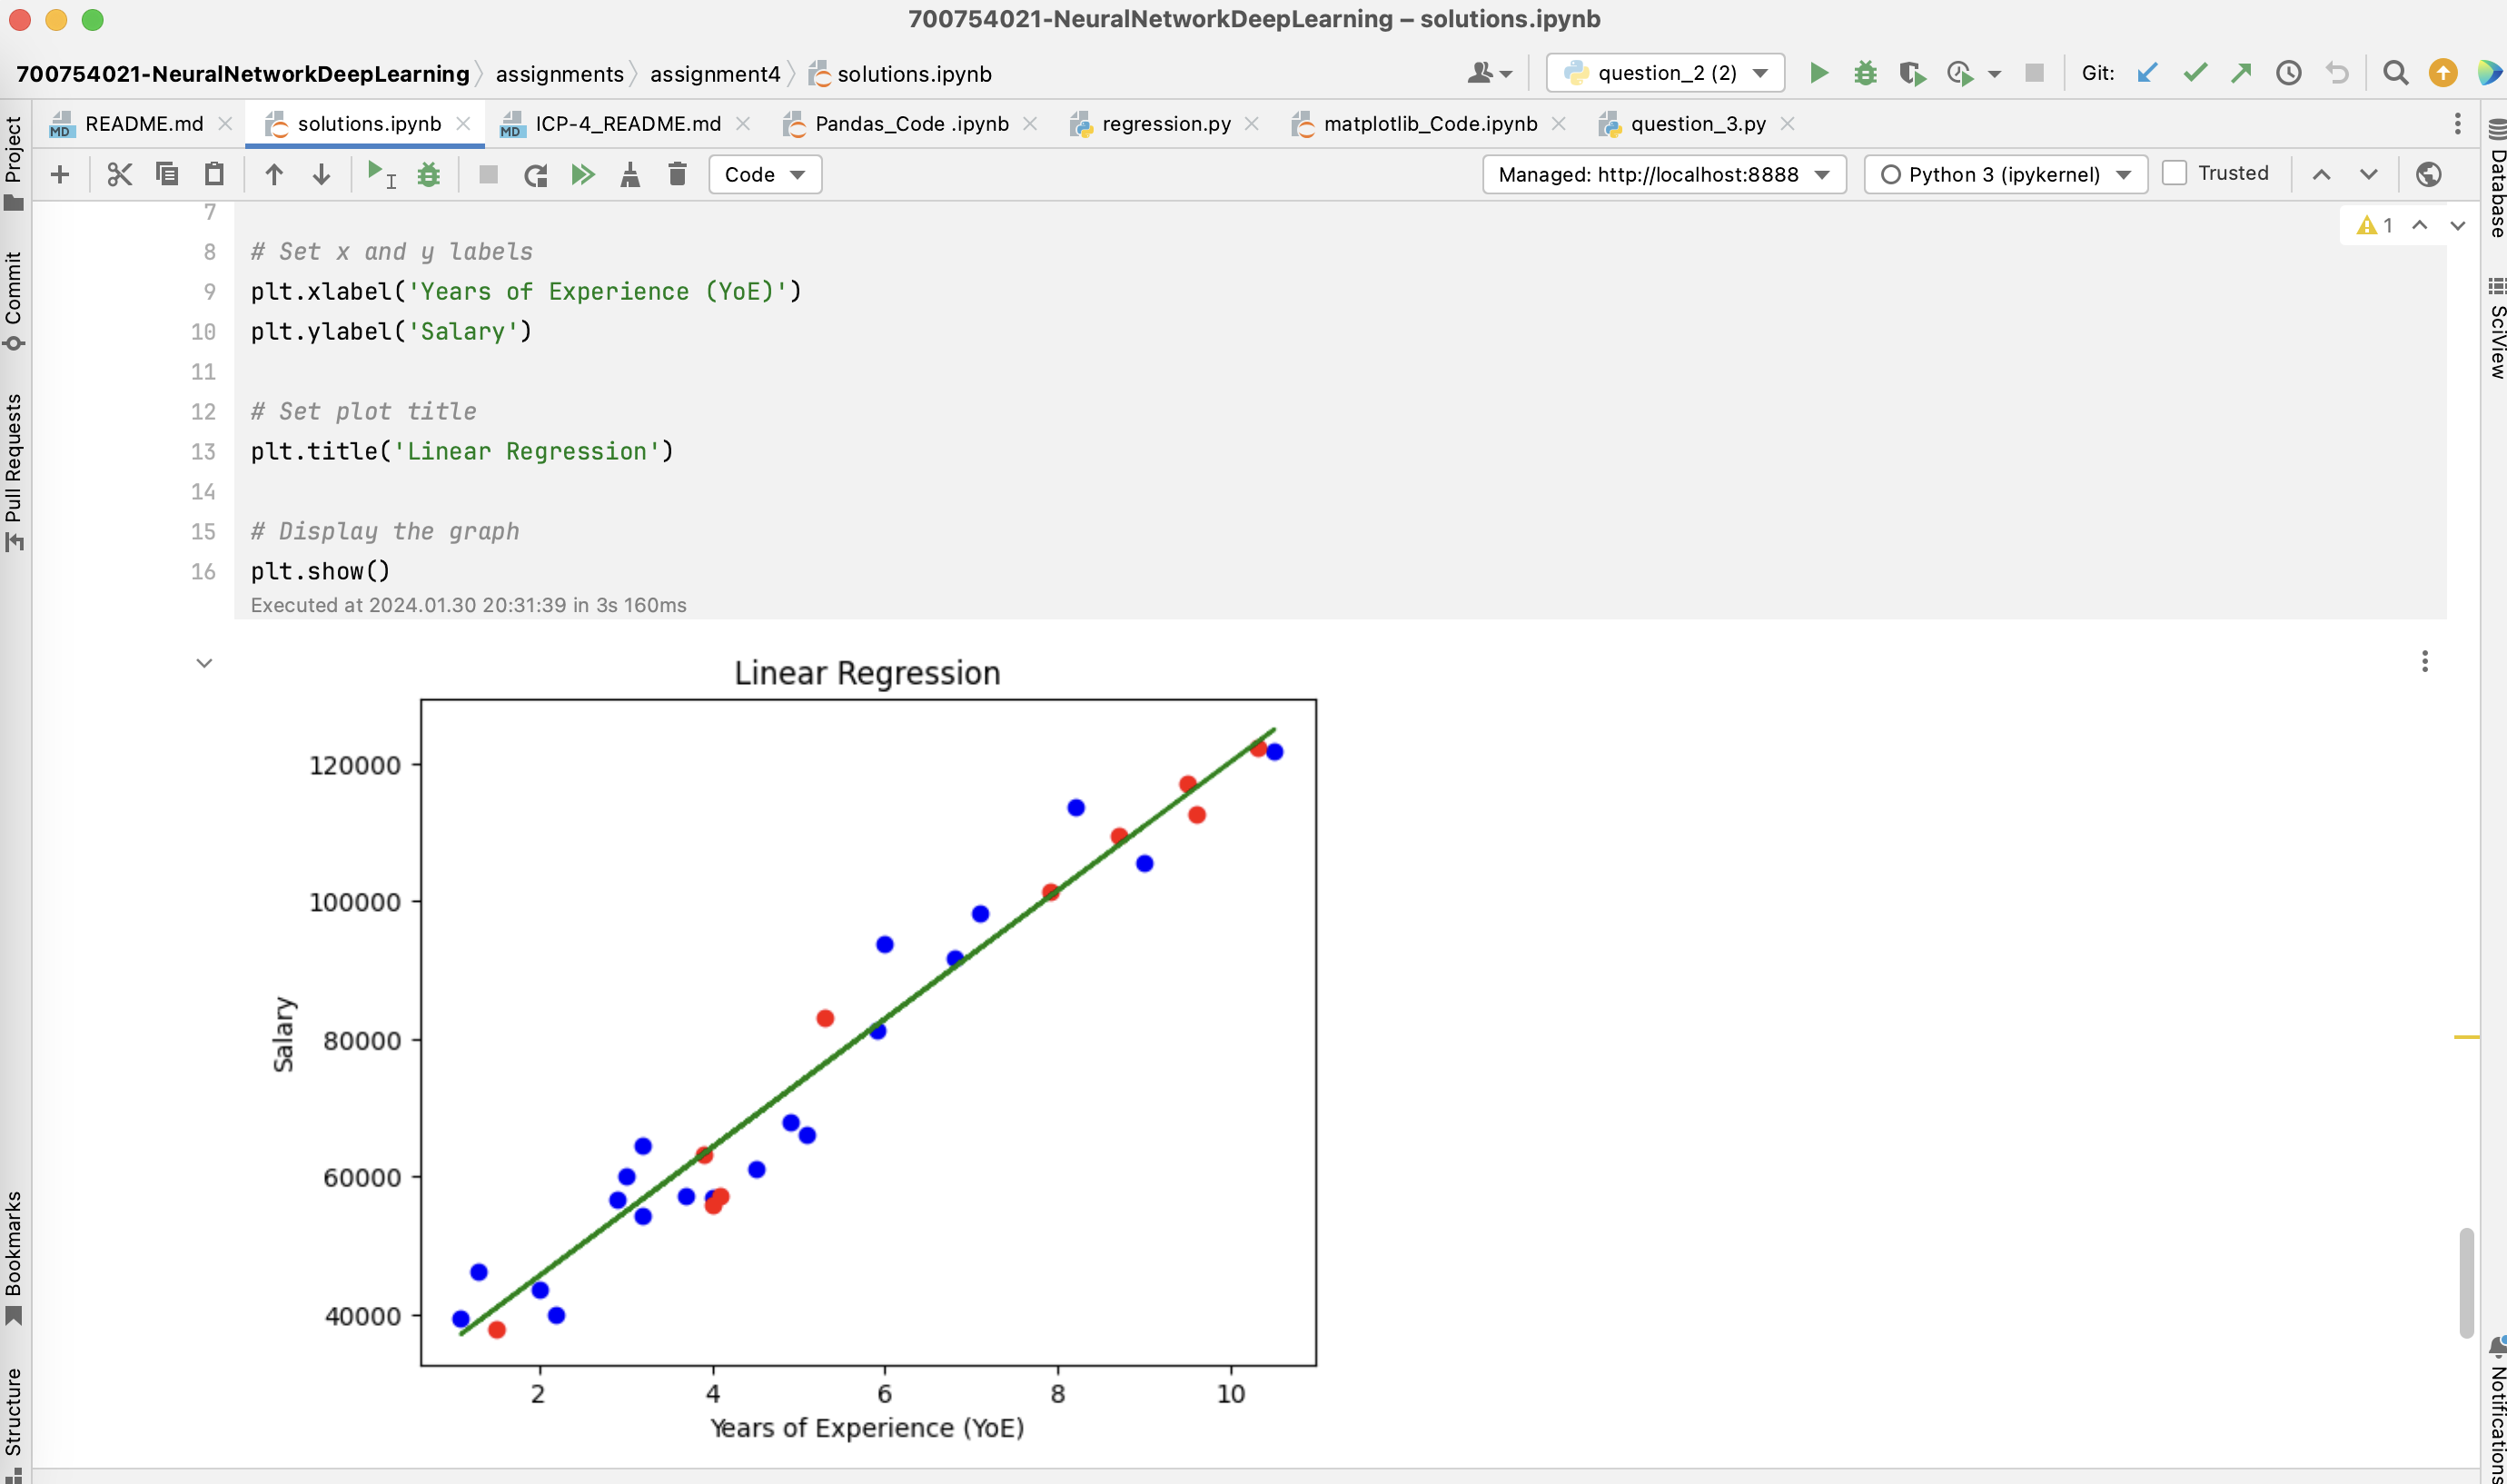 700754021-NeuralNetworkDeepLearning – solutions.ipynb
700754021-NeuralNetworkDeepLearning assignments assignment4 solutions.ipynb question_2 (2) Git:
README.md solutions.ipynb ICP-4_README.md Pandas_Code .ipynb regression.py matplotlib_Code.ipynb question_3.py
Code Managed: http://localhost:8888 Python 3 (ipykernel) Trusted
Project
Commit
Pull Requests
Bookmarks
Structure
Database
SciView
Notifications
1
7
8 # Set x and y labels
9 plt.xlabel('Years of Experience (YoE)')
10 plt.ylabel('Salary')
11
12 # Set plot title
13 plt.title('Linear Regression')
14
15 # Display the graph
16 plt.show()
Executed at 2024.01.30 20:31:39 in 3s 160ms
Linear Regression
Salary
120000
100000
80000
60000
40000
2 4 6 8 10
Years of Experience (YoE)